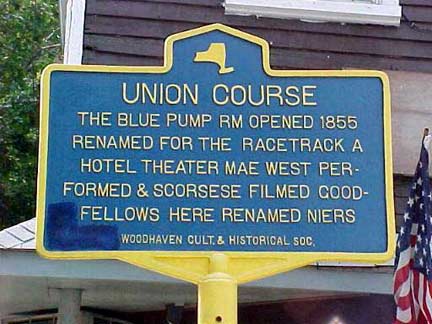 UNION COURSE
THE BLUE PUMP RM OPENED 1855
RENAMED FOR THE RACETRACK A
HOTEL THEATER MAE WEST PER-
FORMED & SCORSESE FILMED GOOD-
FELLOWS HERE RENAMED NIERS
WOODHAVEN CULT. & HISTORICAL SOC.